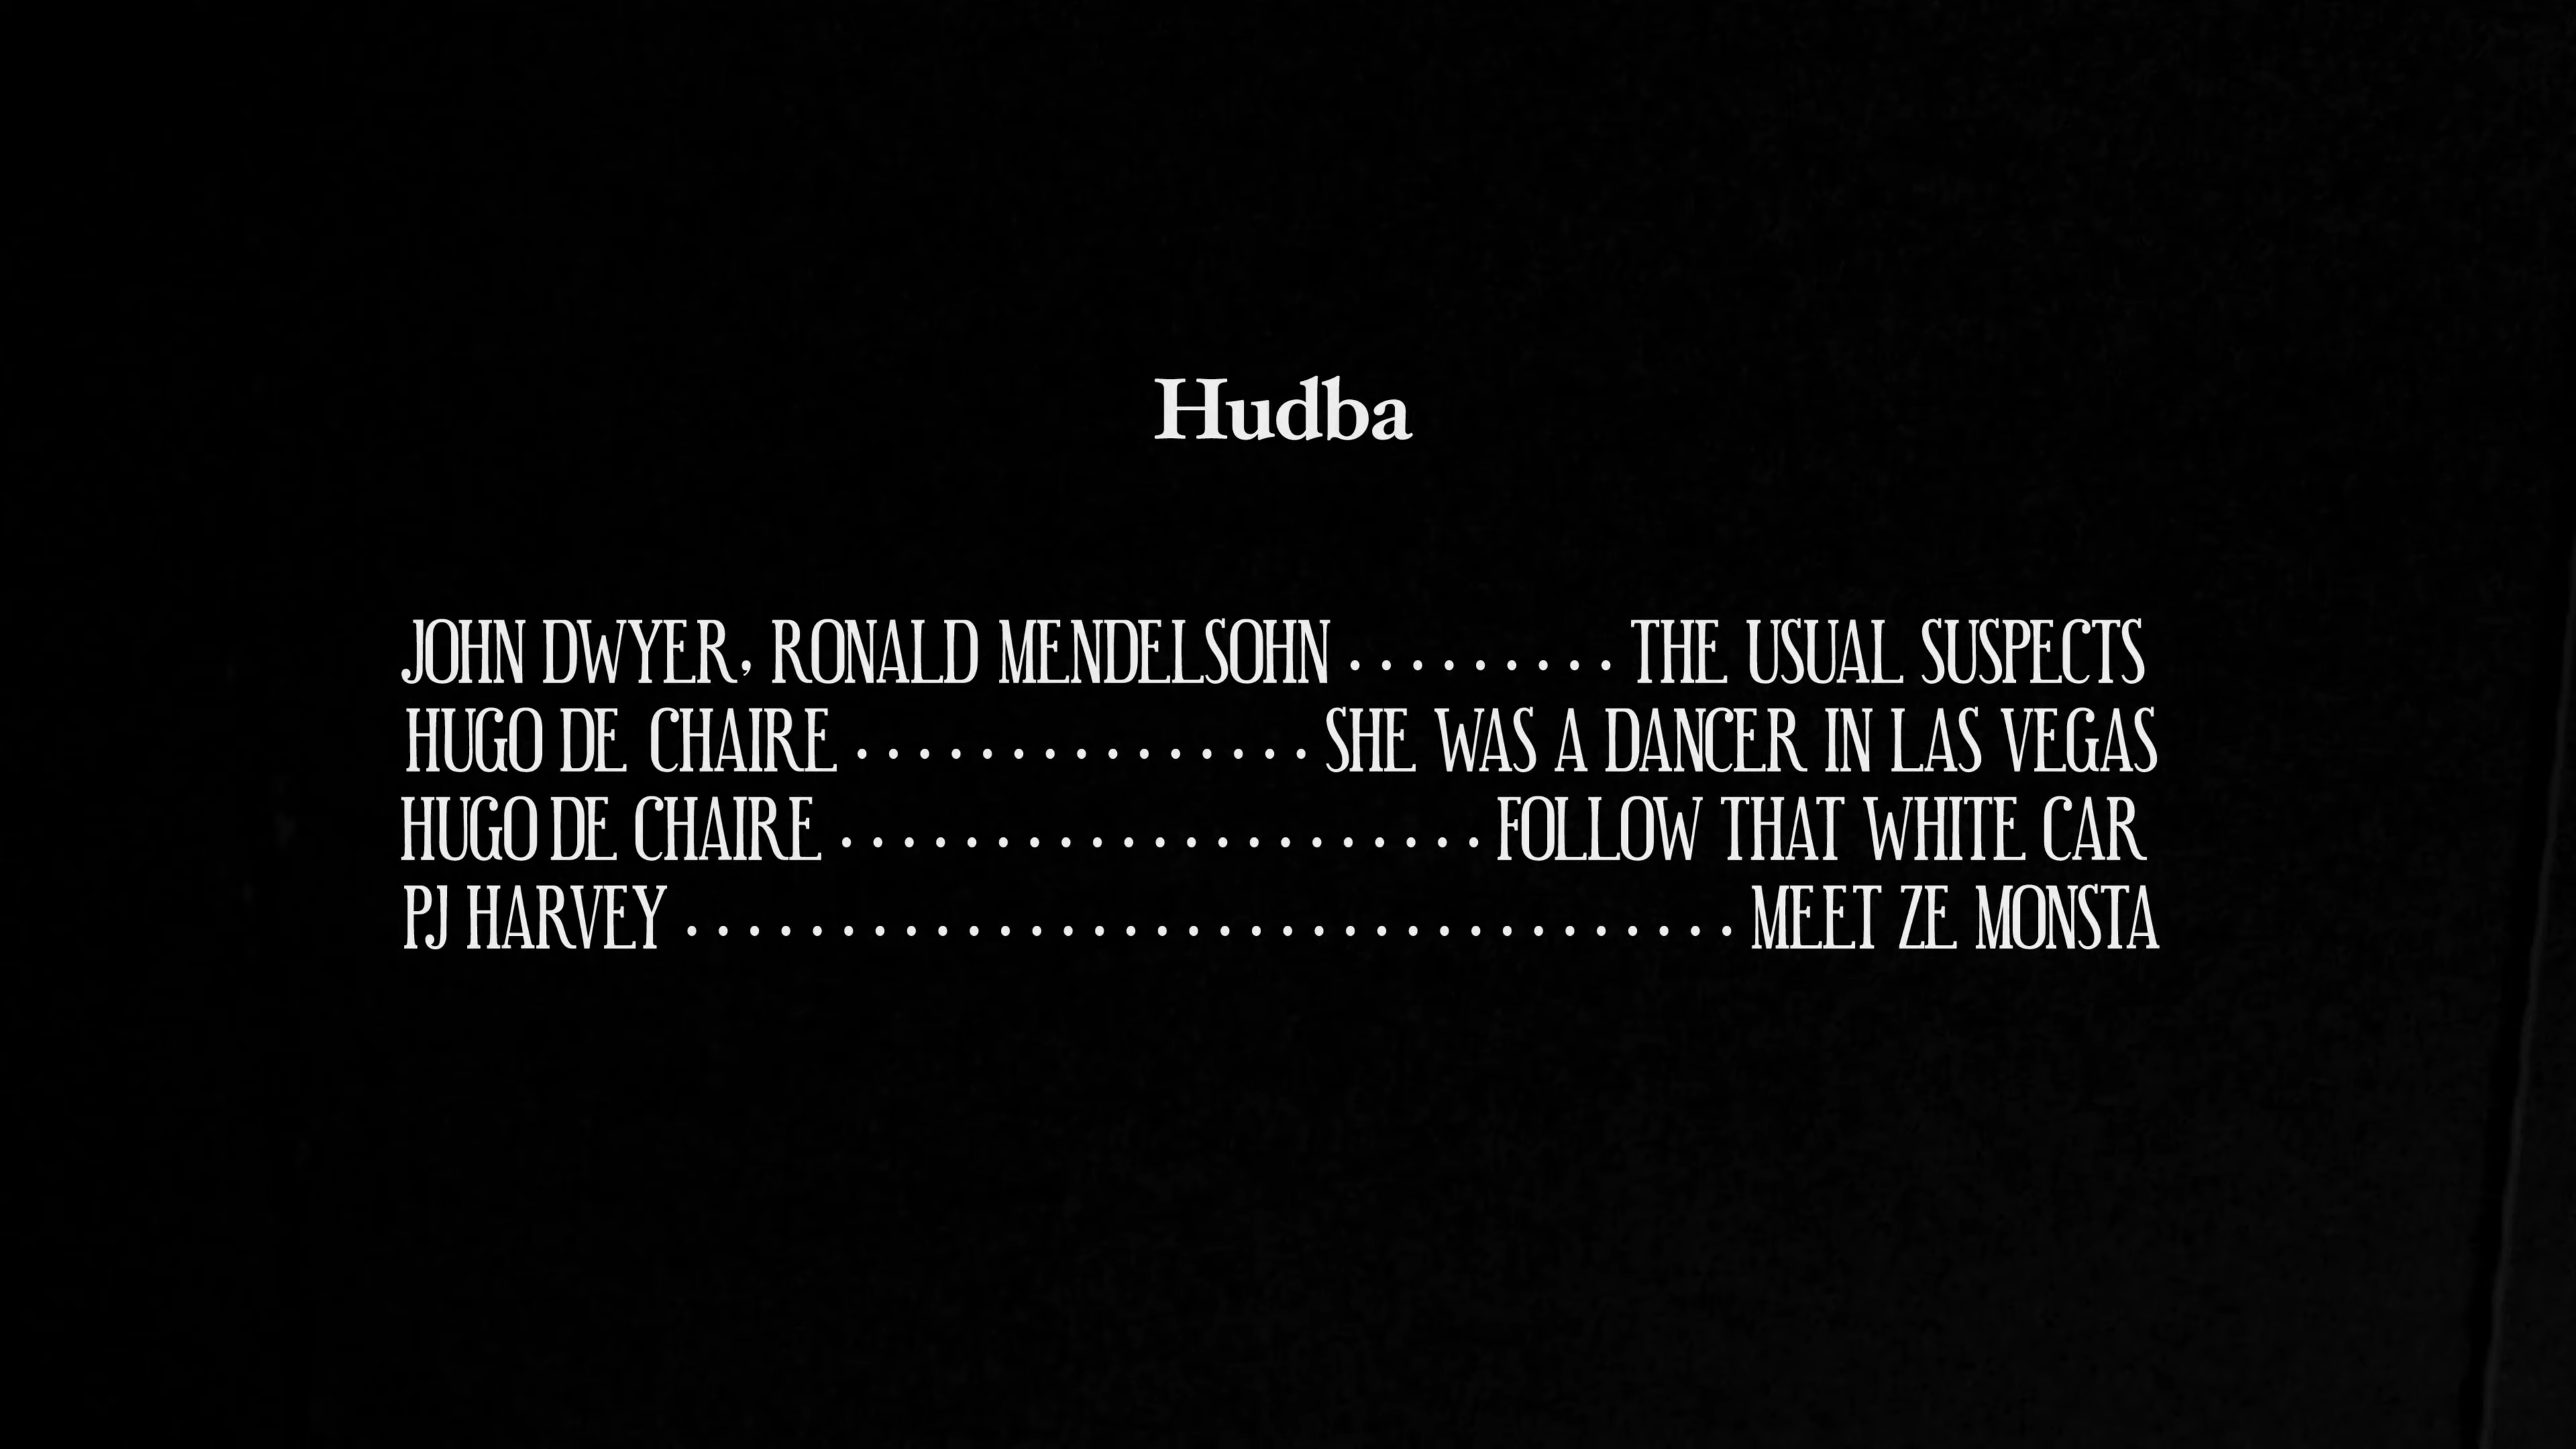 Hudba
JOHN DWYER, RONALD MENDELSOHN ......... THE USUAL SUSPECTS
HUGO DE CHAIRE ............... SHE WAS A DANCER IN LAS VEGAS
HUGO DE CHAIRE ..................... FOLLOW THAT WHITE CAR
PJ HARVEY .................................. MEET ZE MONSTA